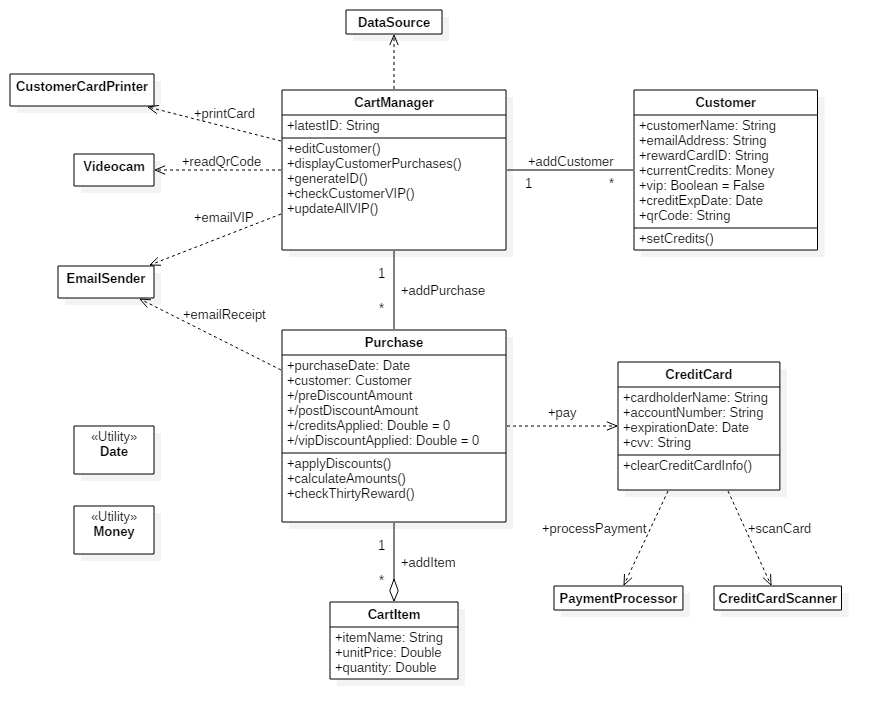 DataSource
CustomerCardPrinter
+printCard
Videocam
+readQrCode
+emailVIP
EmailSender
+emailReceipt
CartManager
+latestID: String
+editCustomer()
+displayCustomerPurchases()
+generateID()
+checkCustomerVIP()
+updateAllVIP()
+addCustomer
1
*
Customer
+customerName: String
+emailAddress: String
+rewardCardID: String
+currentCredits: Money
+vip: Boolean = False
+creditExpDate: Date
+qrCode: String
+setCredits()
1
+addPurchase
*
Purchase
+purchaseDate: Date
+customer: Customer
+/preDiscountAmount
+/postDiscountAmount
+/creditsApplied: Double = 0
+/vipDiscountApplied: Double = 0
+applyDiscounts()
+calculateAmounts()
+checkThirtyReward()
+pay
CreditCard
+cardholderName: String
+accountNumber: String
+expirationDate: Date
+cvv: String
+clearCreditCardInfo()
«Utility»
Date
«Utility»
Money
+processPayment
+scanCard
PaymentProcessor
CreditCardScanner
1
+addItem
*
CartItem
+itemName: String
+unitPrice: Double
+quantity: Double